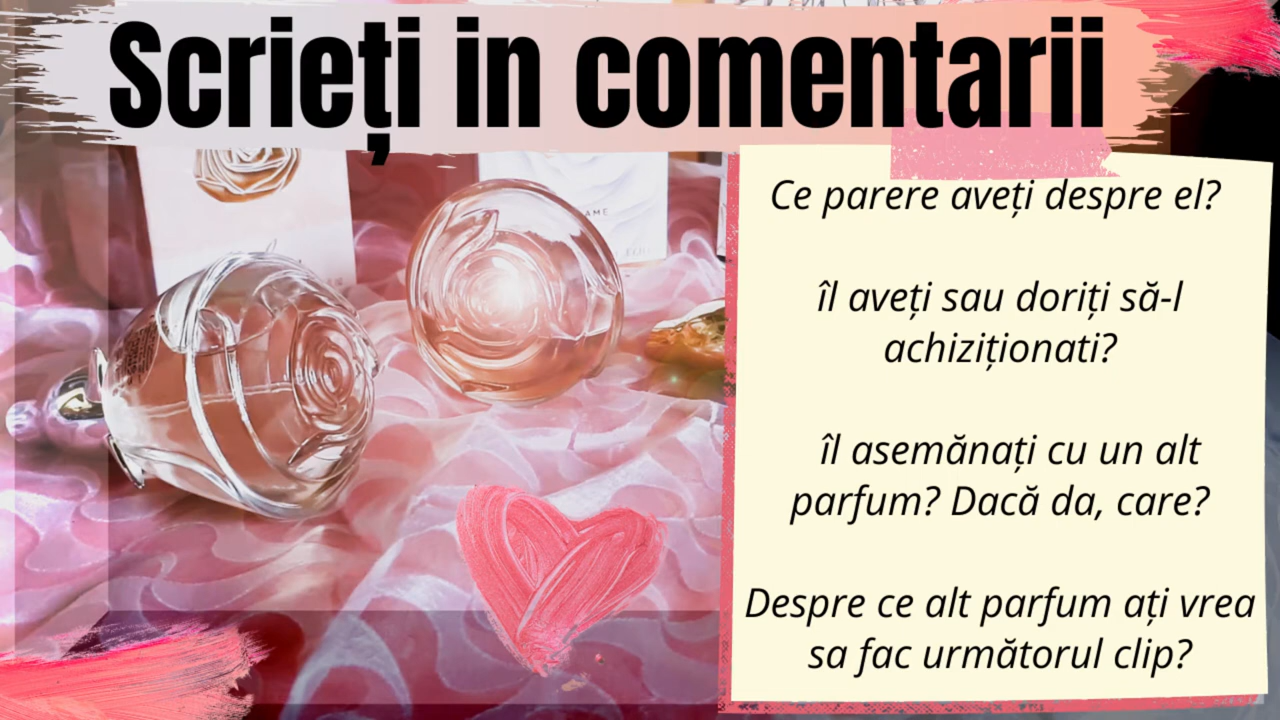 Scrieți in comentarii
AME
Ce parere aveți despre el?
îl aveți sau doriți să-l
achiziționati?
îl asemănați cu un alt
parfum? Dacă da, care?
Despre ce alt parfum ați vrea
sa fac următorul clip?